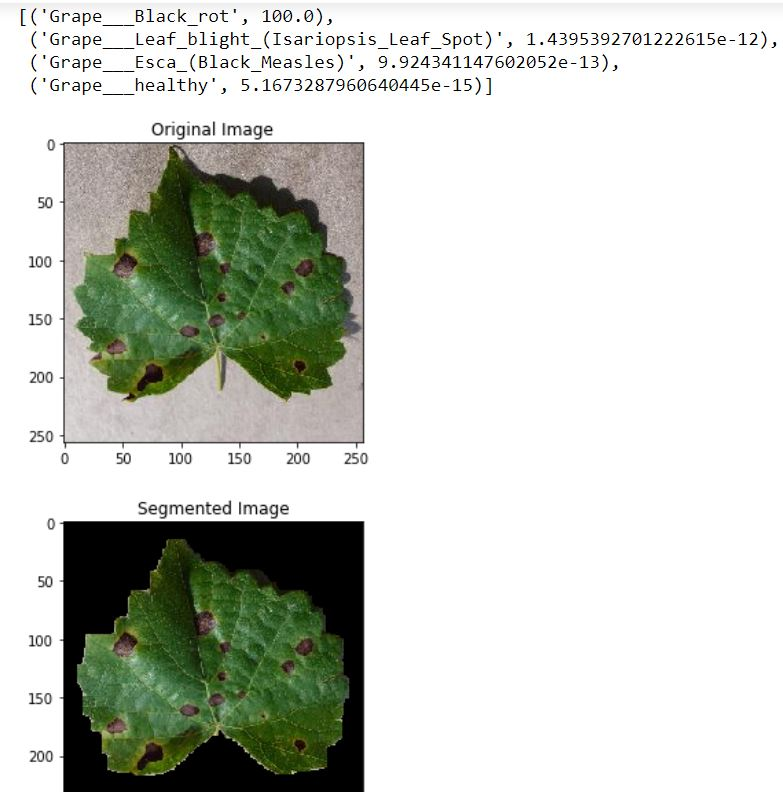 [('Grape___Black_rot', 100.0),
('Grape___Leaf_blight_(Isariopsis_Leaf_Spot)', 1.4395392701222615e-12),
('Grape___Esca_(Black_Measles)', 9.924341147602052e-13),
('Grape___healthy', 5.1673287960640445e-15)]
Original Image
0
50
100
150
200
250
0 50 100 150 200 250
Segmented Image
0
50
100
150
200